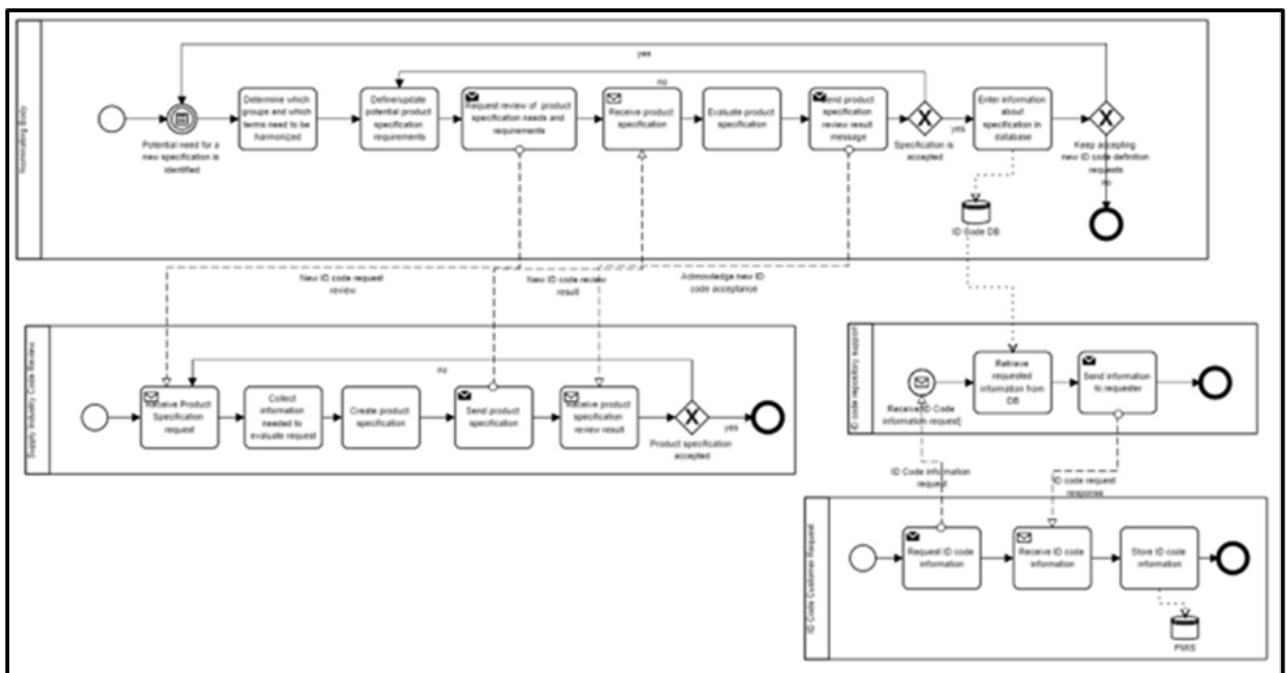 yes
no
Nominating Body
Determine which
groups and which
terms need to be
harmonized
Define/update
potential product
specification
requirements
Request review of product
specification needs and
requirements
Receive product
specification
Evaluate product
specification
Send product
specification
review result
message
yes
Enter information
about
specification in
database
Potential need for a
new specification is
identified
Specification is
accepted
Keep accepting
new ID code definition
requests
no
ID Code DB
New ID code request
review
New ID code review
result
Acknowledge new ID
code acceptance
Supply Industry Code Review
no
Receive Product
Specification
request
Collect
information
needed to
evaluate request
Create product
specification
Send product
specification
Receive product
specification
review result
yes
Product specification
accepted
ID code repository support
Receive ID Code
information request)
Retrieve
requested
information from
DB
Send information
to requester
ID Code information
request
ID code request
response
ID Code Customer Request
Request ID code
information
Receive ID code
information
Store ID code
information